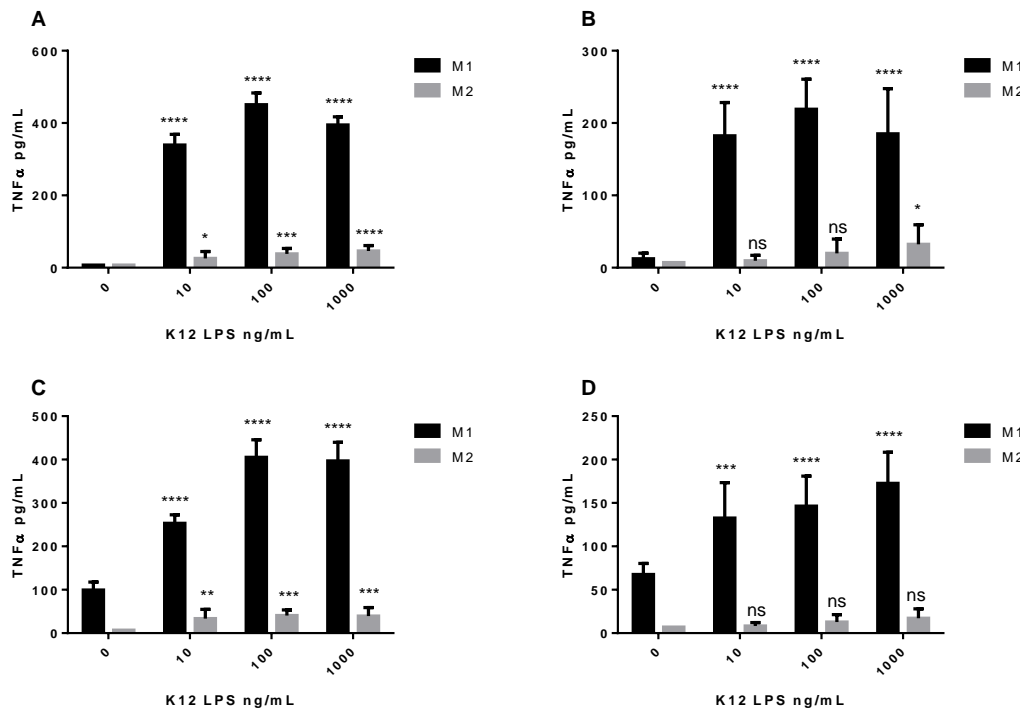 A
600
400
200
0
TNFα pg/mL
**** **** ****
* *** ****
0 10 100 1000
K12 LPS ng/mL
M1
M2
B
300
200
100
0
TNFα pg/mL
**** **** ****
ns ns *
0 10 100 1000
K12 LPS ng/mL
M1
M2
C
500
400
300
200
100
0
TNFα pg/mL
**** **** ****
** *** ***
0 10 100 1000
K12 LPS ng/mL
M1
M2
D
250
200
150
100
50
0
TNFα pg/mL
*** **** ****
ns ns ns
0 10 100 1000
K12 LPS ng/mL
M1
M2